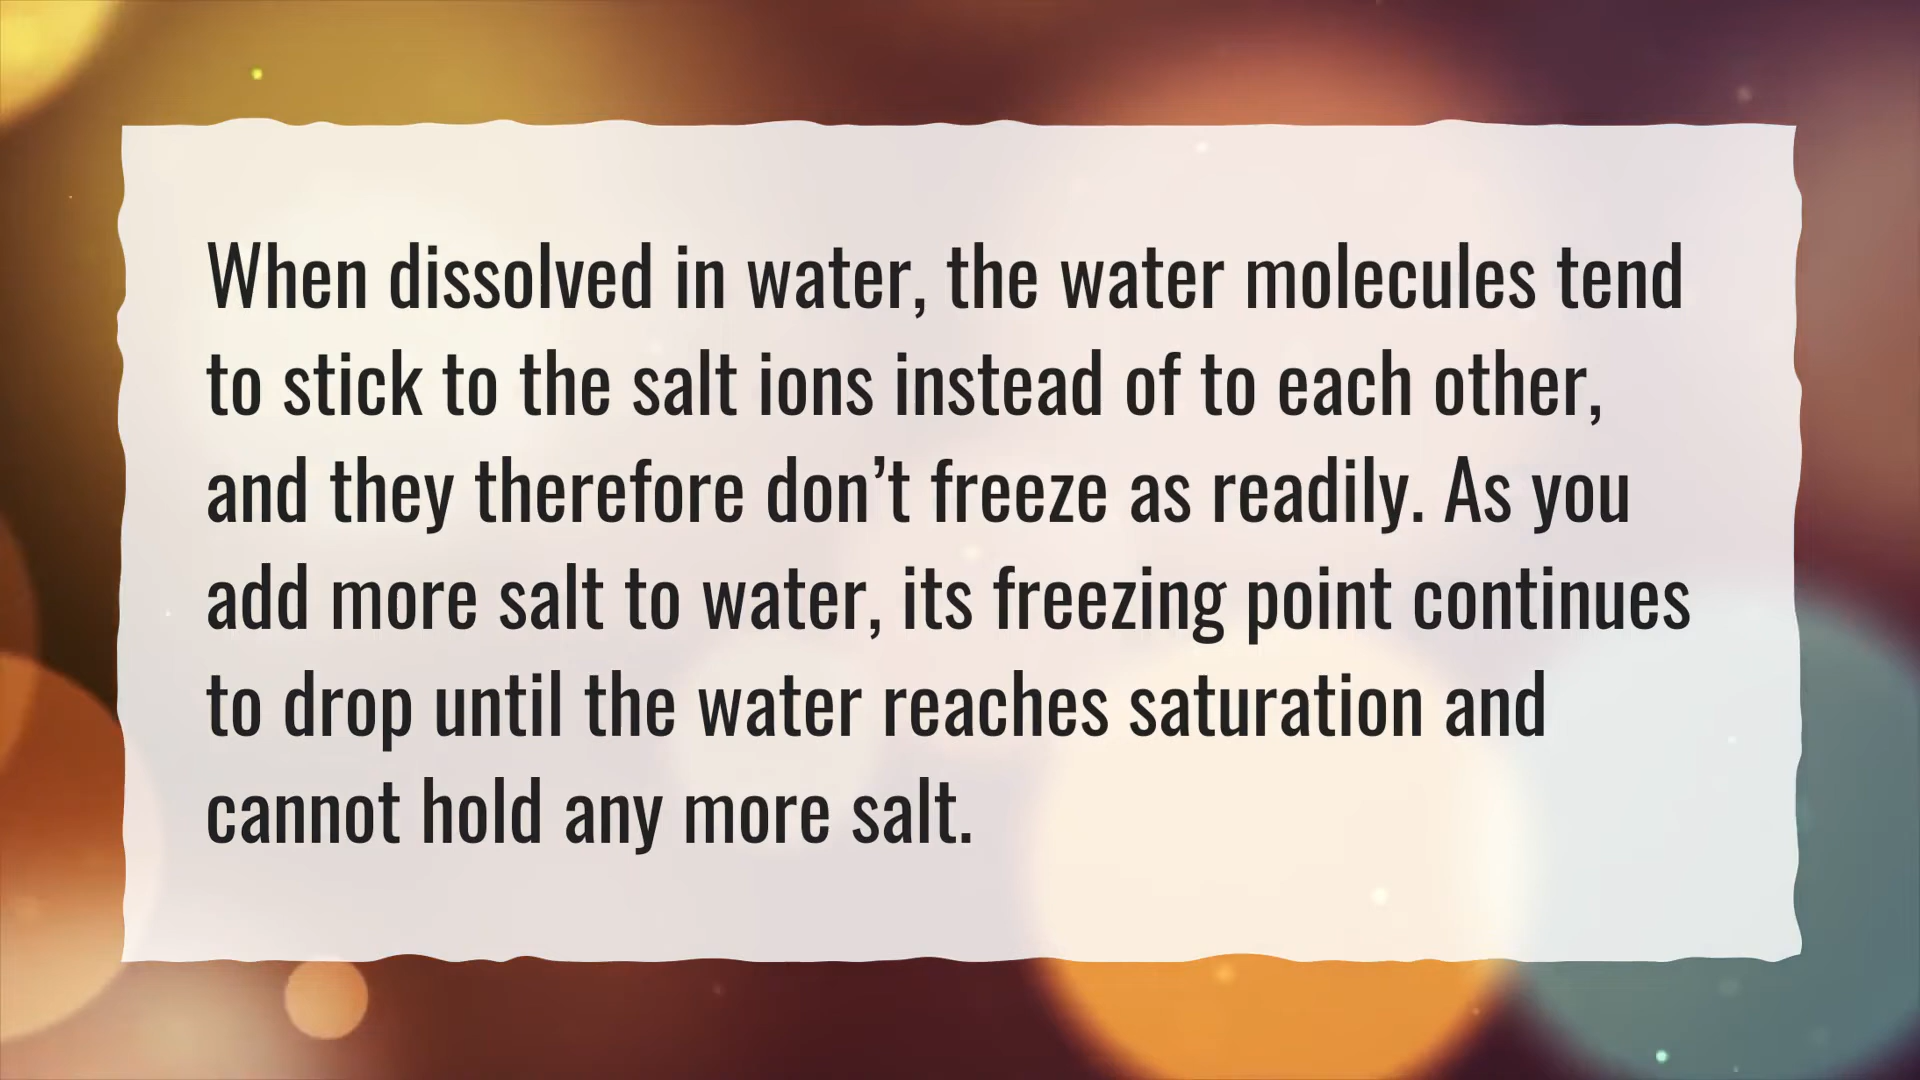 When dissolved in water, the water molecules tend
to stick to the salt ions instead of to each other,
and they therefore don’t freeze as readily. As you
add more salt to water, its freezing point continues
to drop until the water reaches saturation and
cannot hold any more salt.